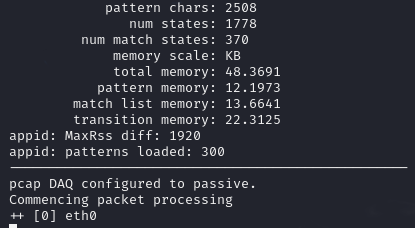 pattern chars: 2508
num states: 1778
num match states: 370
memory scale: KB
total memory: 48.3691
pattern memory: 12.1973
match list memory: 13.6641
transition memory: 22.3125
appid: MaxRss diff: 1920
appid: patterns loaded: 300
--------------------------------------------------
pcap DAQ configured to passive.
Commencing packet processing
++ [0] eth0